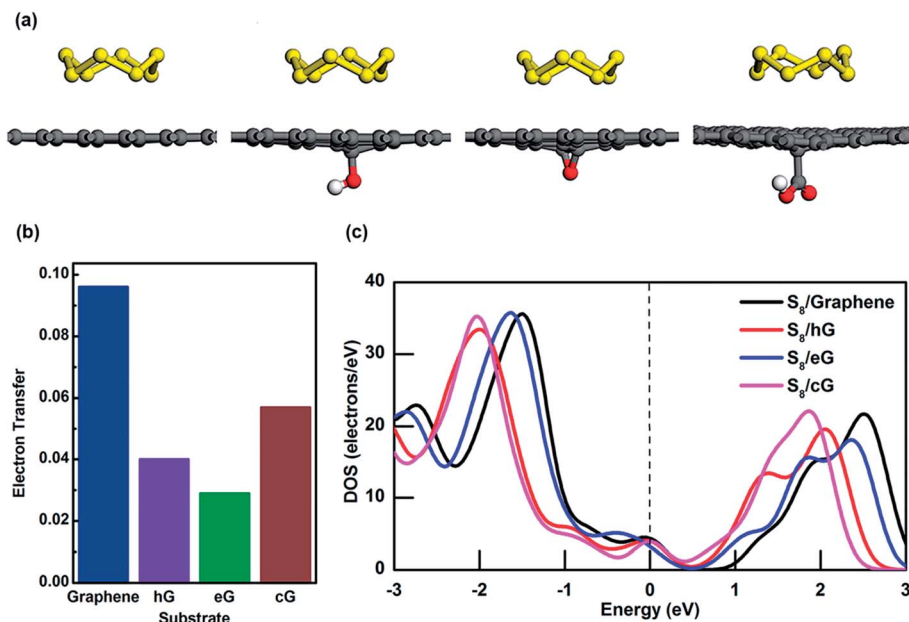 (a)
(b)
0.10
0.08
0.06
0.04
0.02
0.00
Electron Transfer
Graphene hG eG cG
Substrate
(c)
40
30
20
10
0
DOS (electrons/eV)
S₈/Graphene
S₈/hG
S₈/eG
S₈/cG
-3 -2 -1 0 1 2 3
Energy (eV)